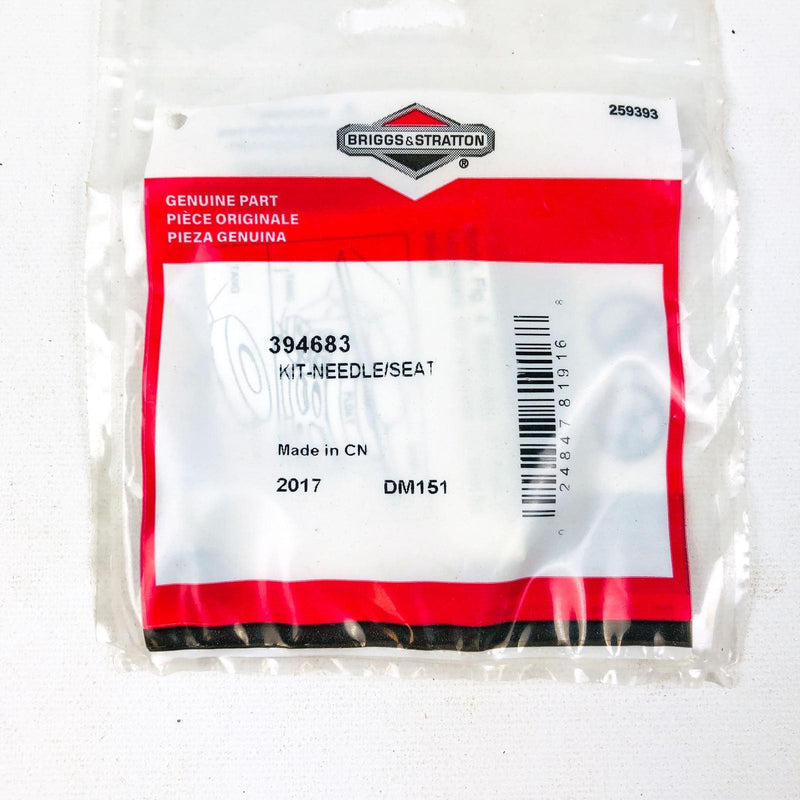 259393
BRIGGS&STRATTON
®
GENUINE PART
PIÈCE ORIGINALE
PIEZA GENUINA
394683
KIT-NEEDLE/SEAT
Made in CN
2017 DM151
0 24847 81916 8